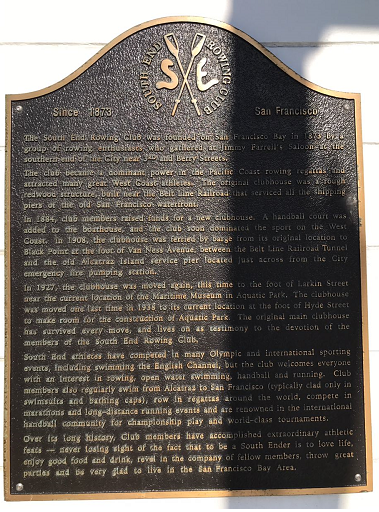 SOUTH END ROWING CLUB
S E
Since 1873 San Francisco
The South End Rowing Club was founded on San Francisco Bay in 1873 by a
group of rowing enthusiasts who gathered at Jimmy Farrell's Saloon at the
southern end of the City near 3RD and Berry Streets.
The club became a dominant power in the Pacific Coast rowing regattas and
attracted many great West Coast athletes. The original clubhouse was a rough
redwood structure, built near the Belt Line Railroad that serviced all the shipping
piers of the old San Francisco waterfront.
In 1884, club members raised funds for a new clubhouse. A handball court was
added to the boathouse, and the club soon dominated the sport on the West
Coast. In 1908, the clubhouse was ferried by barge from its original location to
Black Point at the foot of Van Ness Avenue, between the Belt Line Railroad Tunnel
and the old Alcatraz Island service pier located just across from the City
emergency fire pumping station.
In 1927, the clubhouse was moved again, this time to the foot of Larkin Street
near the current location of the Maritime Museum in Aquatic Park. The clubhouse
was moved one last time in 1938 to its current location at the foot of Hyde Street
to make room for the construction of Aquatic Park. The original main clubhouse
has survived every move, and lives on as testimony to the devotion of the
members of the South End Rowing Club.
South End athletes have competed in many Olympic and international sporting
events, including swimming the English Channel, but the club welcomes everyone
with an interest in rowing, open water swimming, handball and running. Club
members also regularly swim from Alcatraz to San Francisco (typically clad only in
swimsuits and bathing caps), row in regattas around the world, compete in
marathons and long-distance running events and are renowned in the international
handball community for championship play and world-class tournaments.
Over its long history, Club members have accomplished extraordinary athletic
feats — never losing sight of the fact that to be a South Ender is to love life,
enjoy good food and drink, revel in the company of fellow members, throw great
parties and be very glad to live in the San Francisco Bay Area.